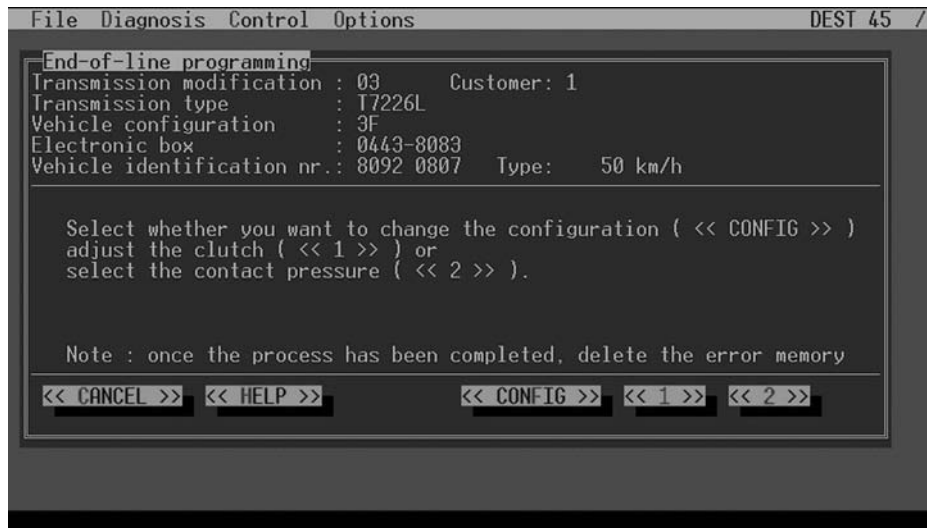 File Diagnosis Control Options DEST 45 /
End-of-line programming
Transmission modification : 03 Customer: 1
Transmission type : T7226L
Vehicle configuration : 3F
Electronic box : 0443-8083
Vehicle identification nr.: 8092 0807 Type: 50 km/h
Select whether you want to change the configuration ( << CONFIG >> )
adjust the clutch ( << 1 >> ) or
select the contact pressure ( << 2 >> ).
Note : once the process has been completed, delete the error memory
<< CANCEL >> << HELP >> << CONFIG >> << 1 >> << 2 >>